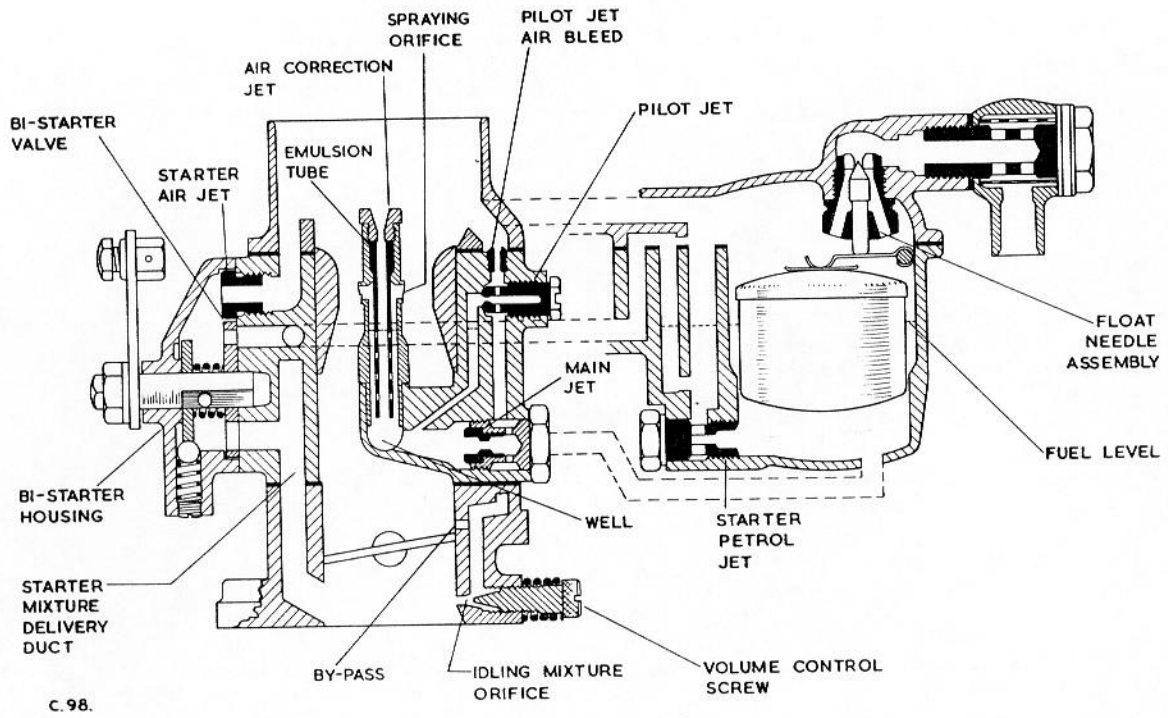 SPRAYING
ORIFICE
PILOT JET
AIR BLEED
AIR CORRECTION
JET
PILOT JET
BI-STARTER
VALVE
EMULSION
TUBE
STARTER
AIR JET
FLOAT
NEEDLE
ASSEMBLY
MAIN
JET
FUEL LEVEL
BI-STARTER
HOUSING
WELL
STARTER
PETROL
JET
STARTER
MIXTURE
DELIVERY
DUCT
BY-PASS
IDLING MIXTURE
ORIFICE
VOLUME CONTROL
SCREW
C.98.